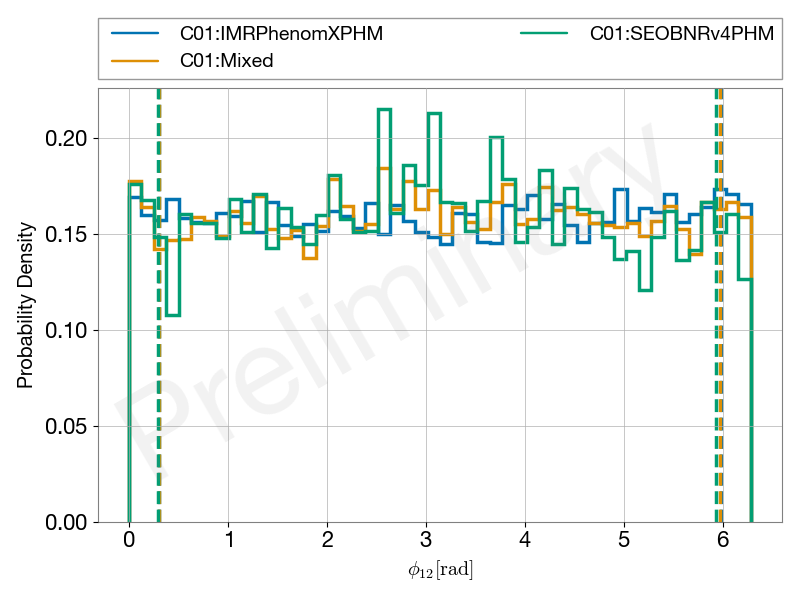 C01:IMRPhenomXPHM
C01:Mixed
C01:SEOBNRv4PHM
Preliminary
Probability Density
0.20
0.15
0.10
0.05
0.00
0 1 2 3 4 5 6
ϕ12[rad]